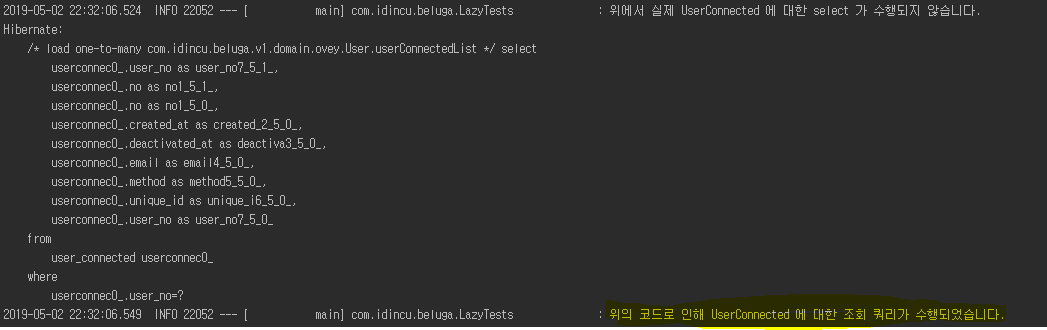 2019-05-02 22:32:06.524  INFO 22052 --- [           main] com.idincu.beluga.LazyTests              : 위에서 실제 UserConnected 에 대한 select 가 수행되지 않습니다.
Hibernate:
    /* load one-to-many com.idincu.beluga.v1.domain.ovey.User.userConnectedList */ select
        userconnec0_.user_no as user_no7_5_1_,
        userconnec0_.no as no1_5_1_,
        userconnec0_.no as no1_5_0_,
        userconnec0_.created_at as created_2_5_0_,
        userconnec0_.deactivated_at as deactiva3_5_0_,
        userconnec0_.email as email4_5_0_,
        userconnec0_.method as method5_5_0_,
        userconnec0_.unique_id as unique_i6_5_0_,
        userconnec0_.user_no as user_no7_5_0_
    from
        user_connected userconnec0_
    where
        userconnec0_.user_no=?
2019-05-02 22:32:06.549  INFO 22052 --- [           main] com.idincu.beluga.LazyTests              : 위의 코드로 인해 UserConnected 에 대한 조회 쿼리가 수행되었습니다.